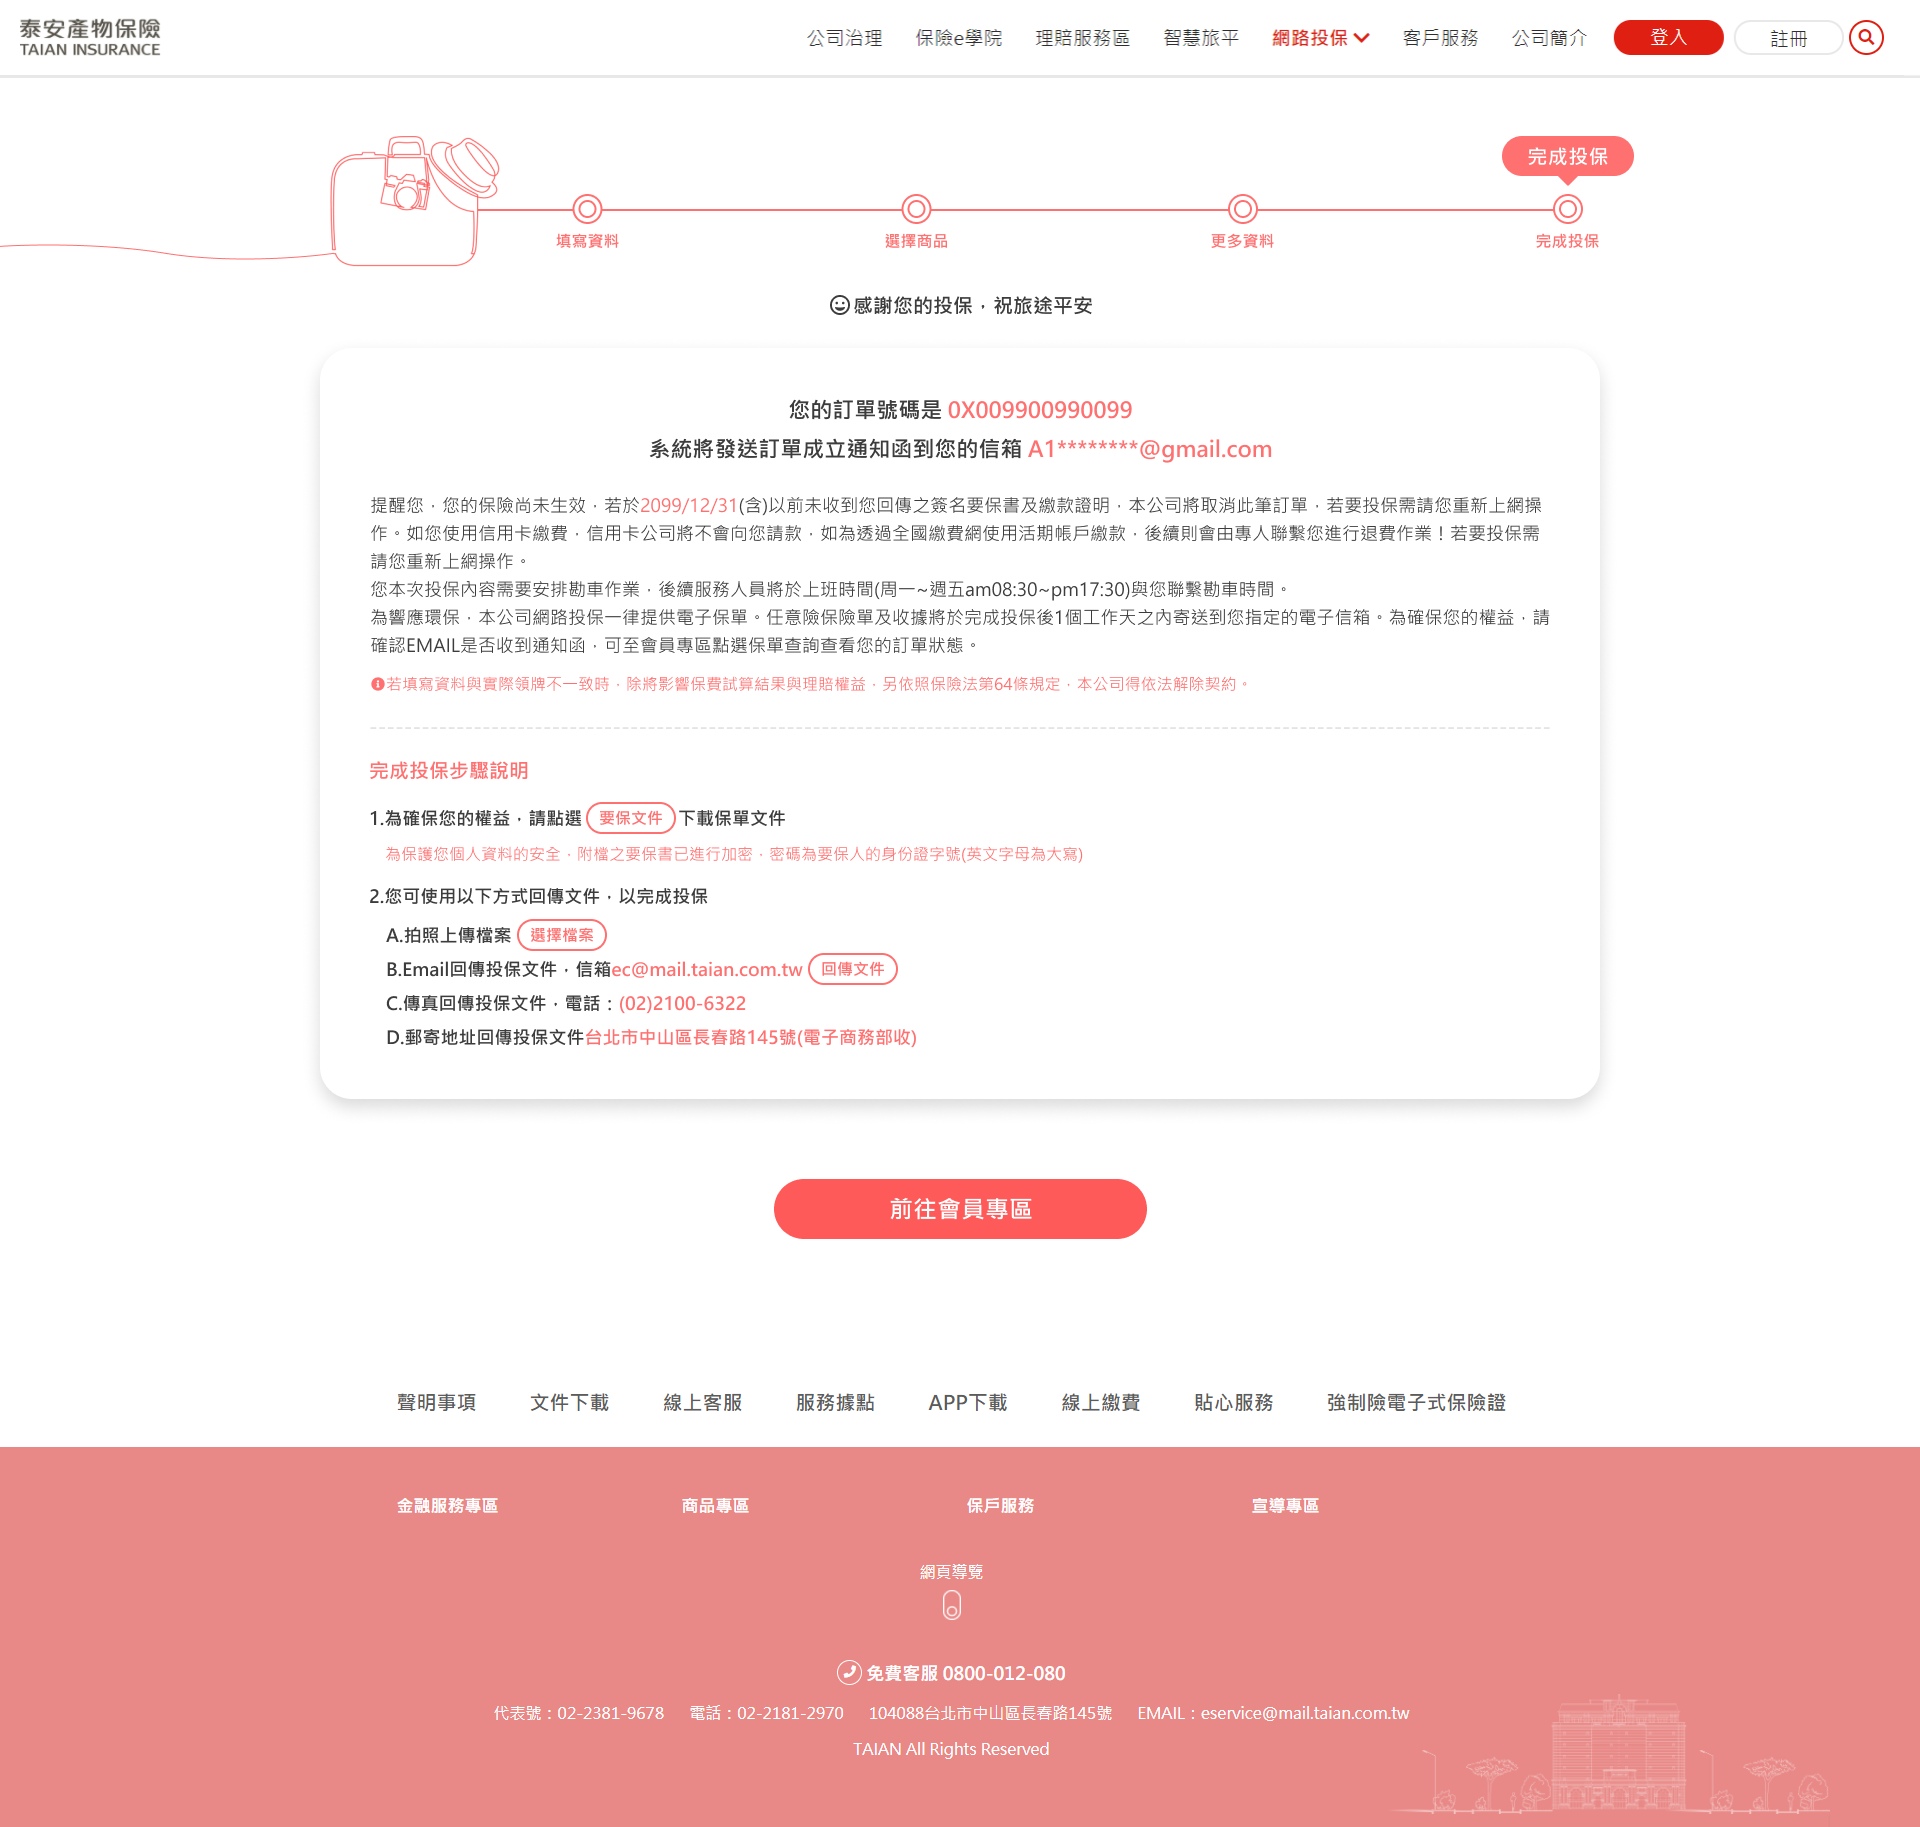 泰安產物保險
TAIAN INSURANCE
公司治理 保險e學院 理賠服務區 智慧旅平 網路投保 客戶服務 公司簡介 登入 註冊
完成投保
填寫資料 選擇商品 更多資料 完成投保
感謝您的投保，祝旅途平安
您的訂單號碼是 0X009900990099
系統將發送訂單成立通知函到您的信箱 A1********@gmail.com
提醒您，您的保險尚未生效，若於2099/12/31(含)以前未收到您回傳之簽名要保書及繳款證明，本公司將取消此筆訂單，若要投保需請您重新上網操
作。如您使用信用卡繳費，信用卡公司將不會向您請款，如為透過全國繳費網使用活期帳戶繳款，後續則會由專人聯繫您進行退費作業！若要投保需
請您重新上網操作。
您本次投保內容需要安排勘車作業，後續服務人員將於上班時間(周一~週五am08:30~pm17:30)與您聯繫勘車時間。
為響應環保，本公司網路投保一律提供電子保單。任意險保險單及收據將於完成投保後1個工作天之內寄送到您指定的電子信箱。為確保您的權益，請
確認EMAIL是否收到通知函，可至會員專區點選保單查詢查看您的訂單狀態。
若填寫資料與實際領牌不一致時，除將影響保費試算結果與理賠權益，另依照保險法第64條規定，本公司得依法解除契約。
完成投保步驟說明
1.為確保您的權益，請點選 要保文件 下載保單文件
為保護您個人資料的安全，附檔之要保書已進行加密，密碼為要保人的身份證字號(英文字母為大寫)
2.您可使用以下方式回傳文件，以完成投保
A.拍照上傳檔案 選擇檔案
B.Email回傳投保文件，信箱ec@mail.taian.com.tw 回傳文件
C.傳真回傳投保文件，電話：(02)2100-6322
D.郵寄地址回傳投保文件台北市中山區長春路145號(電子商務部收)
前往會員專區
聲明事項 文件下載 線上客服 服務據點 APP下載 線上繳費 貼心服務 強制險電子式保險證
金融服務專區 商品專區 保戶服務 宣導專區
網頁導覽
免費客服 0800-012-080
代表號：02-2381-9678 電話：02-2181-2970 104088台北市中山區長春路145號 EMAIL：eservice@mail.taian.com.tw
TAIAN All Rights Reserved